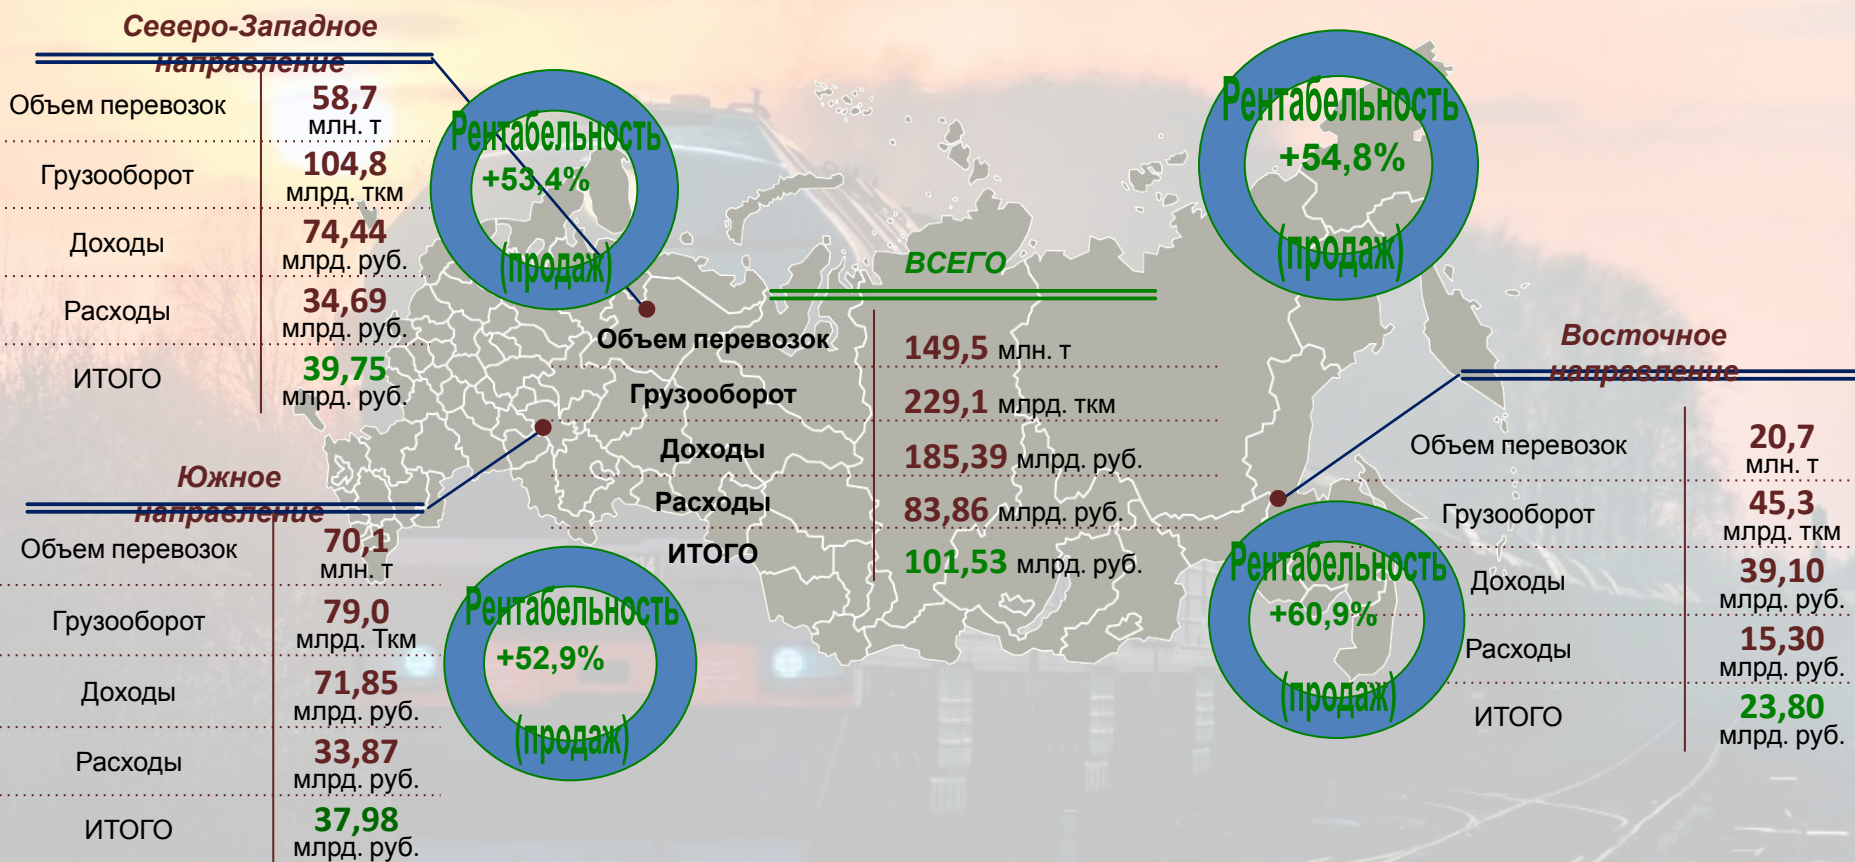 Северо-Западное
направление
Объем перевозок
58,7
млн. т
Грузооборот
104,8
млрд. ткм
Доходы
74,44
млрд. руб.
Расходы
34,69
млрд. руб.
ИТОГО
39,75
млрд. руб.
Рентабельность
+53,4%
(продаж)
Рентабельность
+54,8%
(продаж)
ВСЕГО
Объем перевозок
149,5 млн. т
Грузооборот
229,1 млрд. ткм
Доходы
185,39 млрд. руб.
Расходы
83,86 млрд. руб.
ИТОГО
101,53 млрд. руб.
Южное
направление
Объем перевозок
70,1
млн. т
Грузооборот
79,0
млрд. Ткм
Доходы
71,85
млрд. руб.
Расходы
33,87
млрд. руб.
ИТОГО
37,98
млрд. руб.
Рентабельность
+52,9%
(продаж)
Восточное
направление
Объем перевозок
20,7
млн. т
Грузооборот
45,3
млрд. ткм
Доходы
39,10
млрд. руб.
Расходы
15,30
млрд. руб.
ИТОГО
23,80
млрд. руб.
Рентабельность
+60,9%
(продаж)